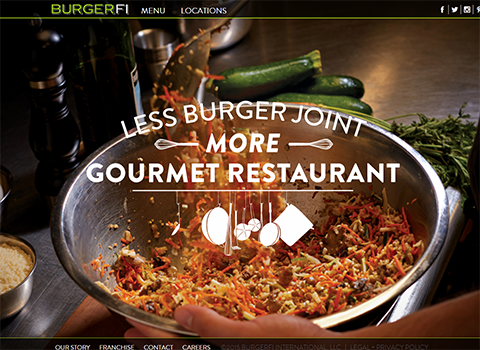 BURGERFI MENU LOCATIONS
LESS BURGER JOINT
MORE
GOURMET RESTAURANT
OUR STORY FRANCHISE CONTACT CAREERS ©2015 BURGERFI INTERNATIONAL, LLC | LEGAL + PRIVACY POLICY